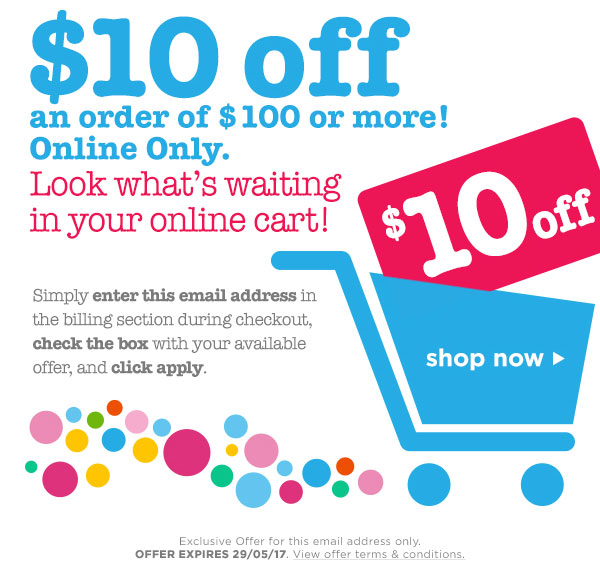 $10 off
an order of $100 or more!
Online Only.
Look what's waiting
in your online cart!
$10 off
Simply enter this email address in
the billing section during checkout,
check the box with your available
offer, and click apply.
shop now
Exclusive Offer for this email address only.
OFFER EXPIRES 29/05/17. View offer terms & conditions.